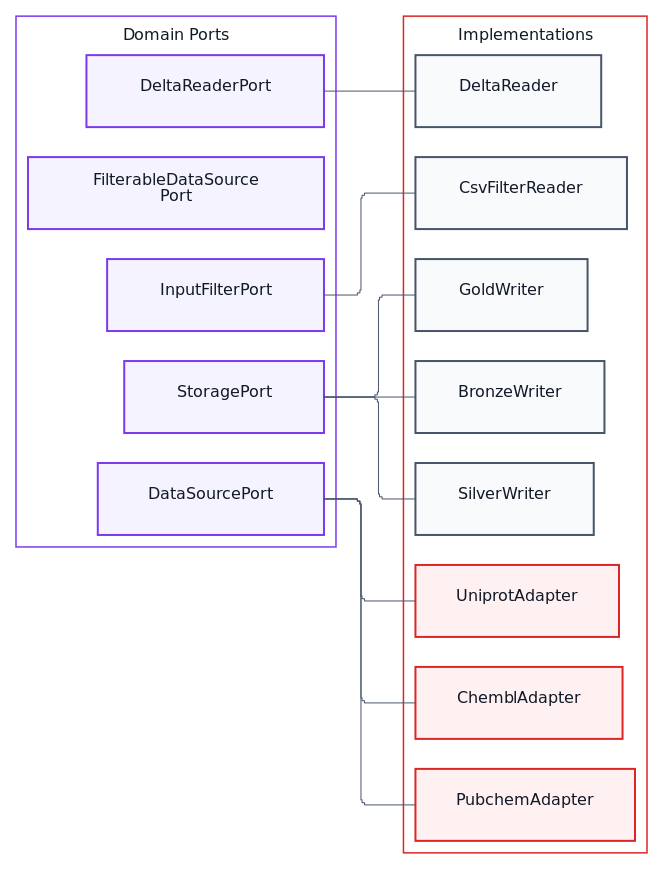 Domain Ports
DeltaReaderPort
FilterableDataSource
Port
InputFilterPort
StoragePort
DataSourcePort
Implementations
DeltaReader
CsvFilterReader
GoldWriter
BronzeWriter
SilverWriter
UniprotAdapter
ChemblAdapter
PubchemAdapter